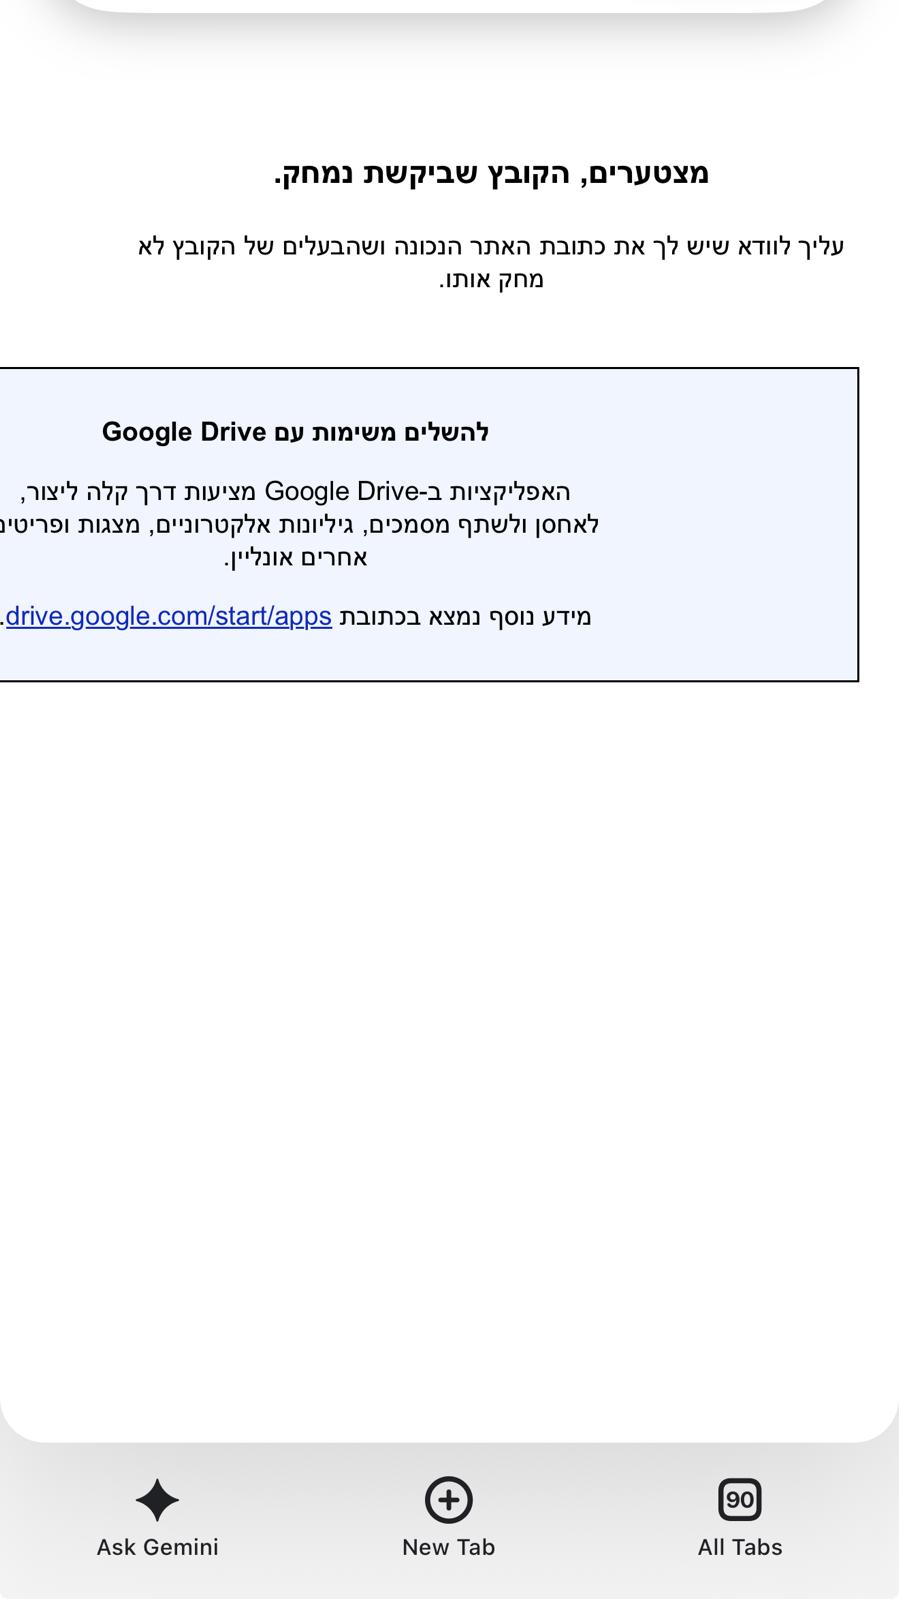 מצטערים, הקובץ שביקשת נמחק.
עליך לוודא שיש לך את כתובת האתר הנכונה ושהבעלים של הקובץ לא
מחק אותו.
להשלים משימות עם Google Drive
האפליקציות ב-Google Drive מציעות דרך קלה ליצור,
לאחסן ולשתף מסמכים, גיליונות אלקטרוניים, מצגות ופריטים
אחרים אונליין.
מידע נוסף נמצא בכתובת drive.google.com/start/apps.
Ask Gemini
New Tab
90
All Tabs